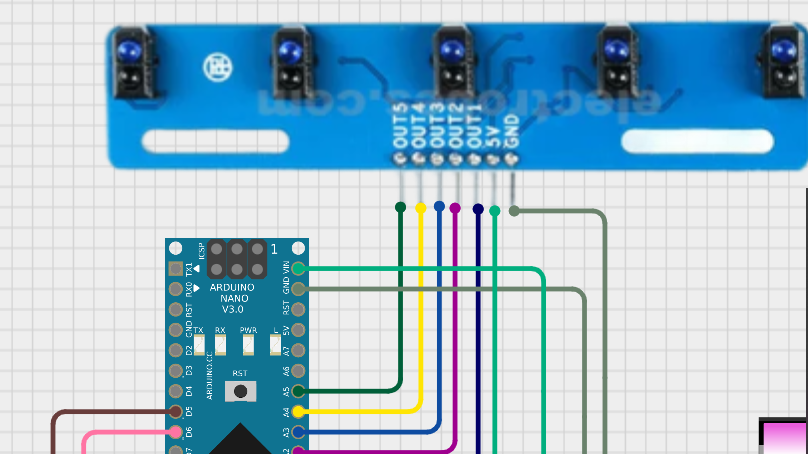 electrobes.com
OUT5
OUT4
OUT3
OUT2
OUT1
5V
GND
ICSP
1
TX1
RX0
RST
GND
D2
D3
D4
D5
D6
D7
ARDUINO
NANO
V3.0
TX
RX
PWR
L
RST
ARDUINO.CC
VIN
GND
RST
5V
A7
A6
A5
A4
A3